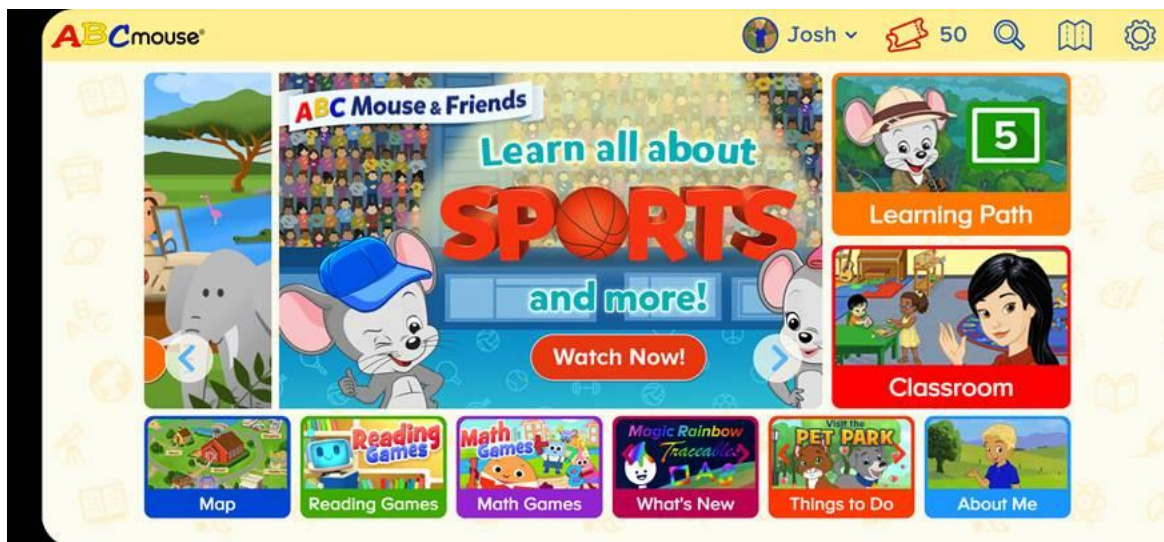 ABCmouse®
Josh
50
ABC Mouse & Friends
Learn all about
SPORTS
and more!
Watch Now!
5
Learning Path
Classroom
Map
Reading
Games
Reading Games
Math
Games
Math Games
Magic Rainbow
Traceables
What's New
Visit the
PET PARK
Things to Do
About Me